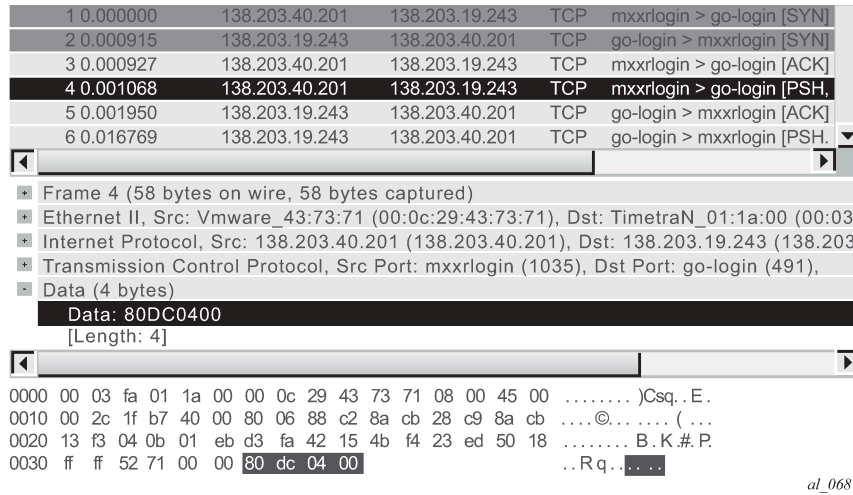 1 0.000000 138.203.40.201 138.203.19.243 TCP mxxrlogin > go-login [SYN]
2 0.000915 138.203.19.243 138.203.40.201 TCP go-login > mxxrlogin [SYN]
3 0.000927 138.203.40.201 138.203.19.243 TCP mxxrlogin > go-login [ACK]
4 0.001068 138.203.40.201 138.203.19.243 TCP mxxrlogin > go-login [PSH,
5 0.001950 138.203.19.243 138.203.40.201 TCP go-login > mxxrlogin [ACK]
6 0.016769 138.203.19.243 138.203.40.201 TCP go-login > mxxrlogin [PSH.
+ Frame 4 (58 bytes on wire, 58 bytes captured)
+ Ethernet II, Src: Vmware_43:73:71 (00:0c:29:43:73:71), Dst: TimetraN_01:1a:00 (00:03
+ Internet Protocol, Src: 138.203.40.201 (138.203.40.201), Dst: 138.203.19.243 (138.203
+ Transmission Control Protocol, Src Port: mxxrlogin (1035), Dst Port: go-login (491),
- Data (4 bytes)
Data: 80DC0400
[Length: 4]
0000 00 03 fa 01 1a 00 00 0c 29 43 73 71 08 00 45 00 ........ )Csq..E.
0010 00 2c 1f b7 40 00 80 06 88 c2 8a cb 28 c9 8a cb ....©....... (...
0020 13 f3 04 0b 01 eb d3 fa 42 15 4b f4 23 ed 50 18 ........ B.K.#.P.
0030 ff ff 52 71 00 00 80 dc 04 00 ..Rq......
al_068